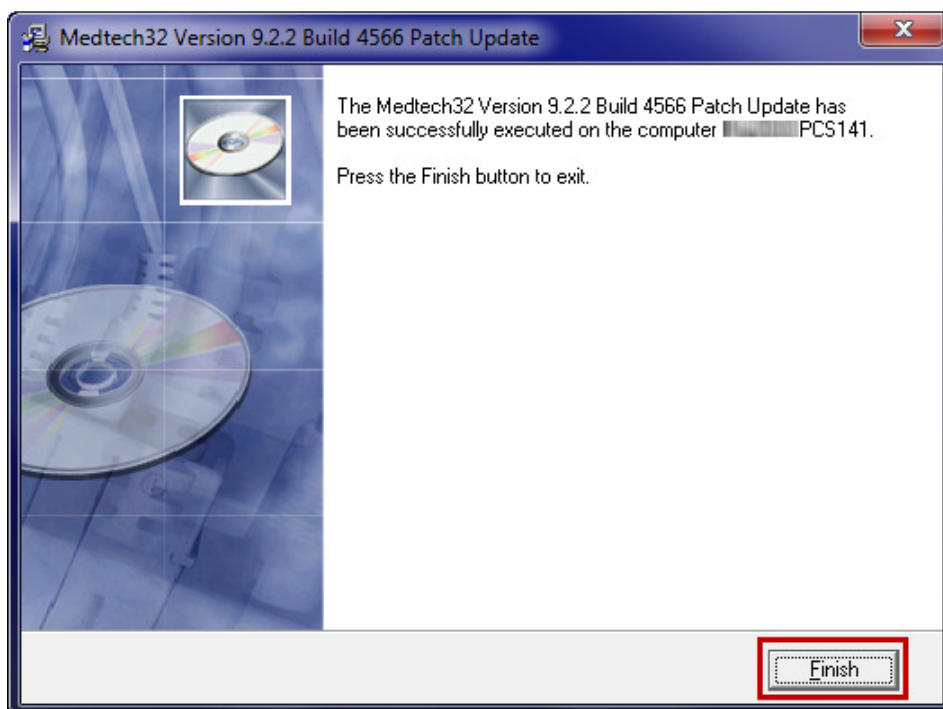 Medtech32 Version 9.2.2 Build 4566 Patch Update
The Medtech32 Version 9.2.2 Build 4566 Patch Update has
been successfully executed on the computer PCS141.
Press the Finish button to exit.
Finish